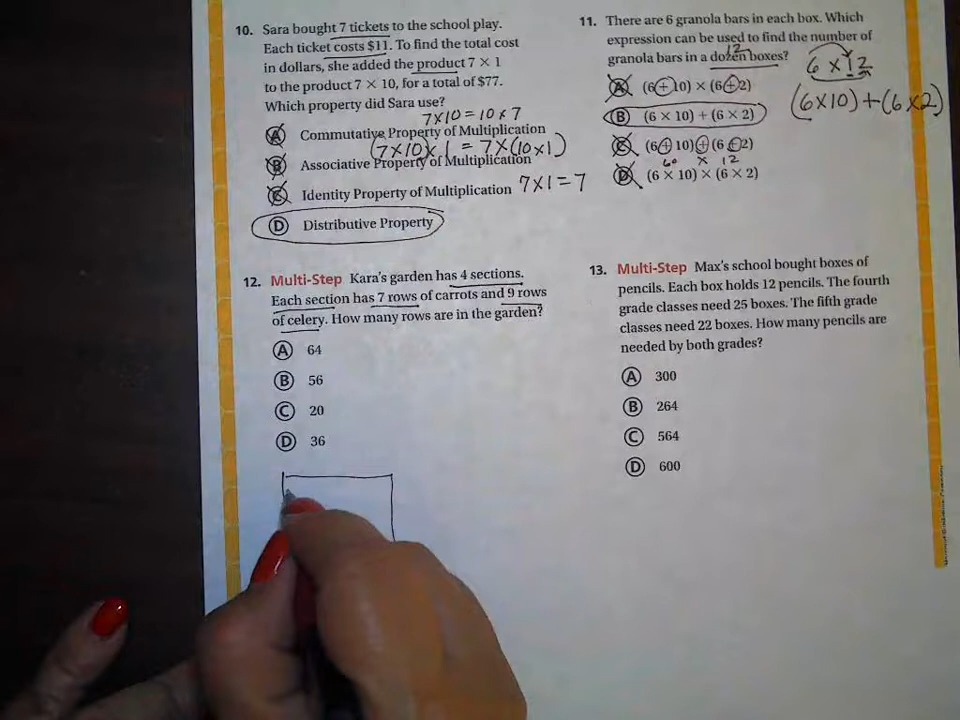 10. Sara bought 7 tickets to the school play.
Each ticket costs $11. To find the total cost
in dollars, she added the product 7 × 1
to the product 7 × 10, for a total of $77.
Which property did Sara use?
7×10 = 10×7
A Commutative Property of Multiplication
(7×10)×1 = 7×(10×1)
B Associative Property of Multiplication
C Identity Property of Multiplication 7×1=7
D Distributive Property
11. There are 6 granola bars in each box. Which
expression can be used to find the number of
12
granola bars in a dozen boxes?
6 × 12
(6×10)+(6×2)
A (6 + 10) × (6 + 2)
B (6 × 10) + (6 × 2)
C (6 + 10) + (6 + 2)
60 × 12
D (6 × 10) × (6 × 2)
12. Multi-Step Kara's garden has 4 sections.
Each section has 7 rows of carrots and 9 rows
of celery. How many rows are in the garden?
A 64
B 56
C 20
D 36
13. Multi-Step Max's school bought boxes of
pencils. Each box holds 12 pencils. The fourth
grade classes need 25 boxes. The fifth grade
classes need 22 boxes. How many pencils are
needed by both grades?
A 300
B 264
C 564
D 600